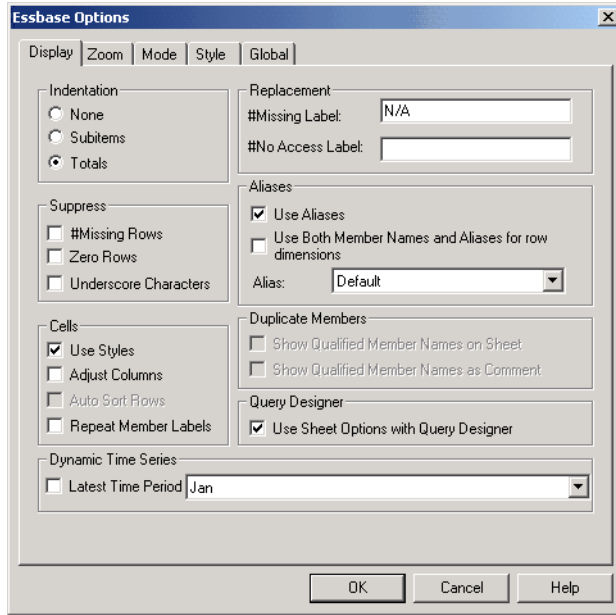 Essbase Options
Display
Zoom
Mode
Style
Global
Indentation
None
Subitems
Totals
Suppress
#Missing Rows
Zero Rows
Underscore Characters
Cells
Use Styles
Adjust Columns
Auto Sort Rows
Repeat Member Labels
Replacement
#Missing Label: N/A
#No Access Label:
Aliases
Use Aliases
Use Both Member Names and Aliases for row
dimensions
Alias: Default
Duplicate Members
Show Qualified Member Names on Sheet
Show Qualified Member Names as Comment
Query Designer
Use Sheet Options with Query Designer
Dynamic Time Series
Latest Time Period Jan
OK
Cancel
Help